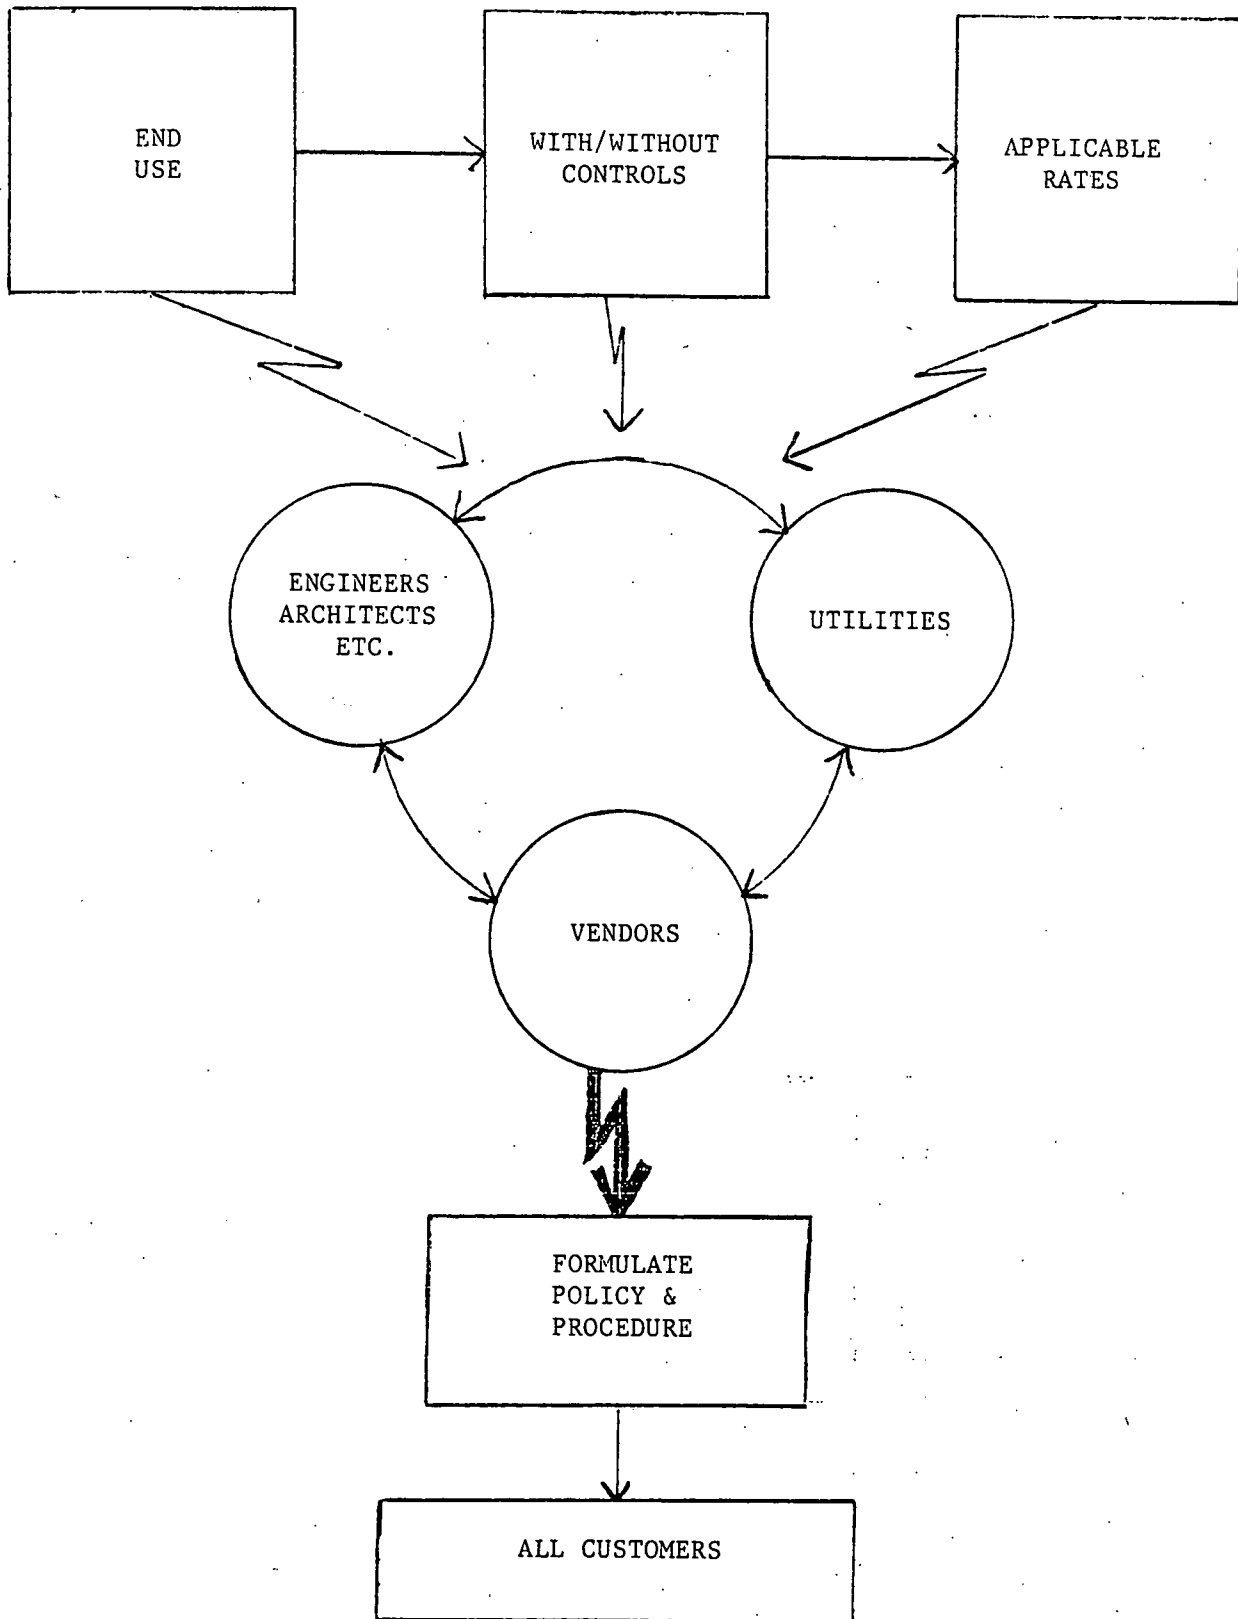 END
USE
WITH/WITHOUT
CONTROLS
APPLICABLE
RATES
ENGINEERS
ARCHITECTS
ETC.
UTILITIES
VENDORS
FORMULATE
POLICY &
PROCEDURE
ALL CUSTOMERS